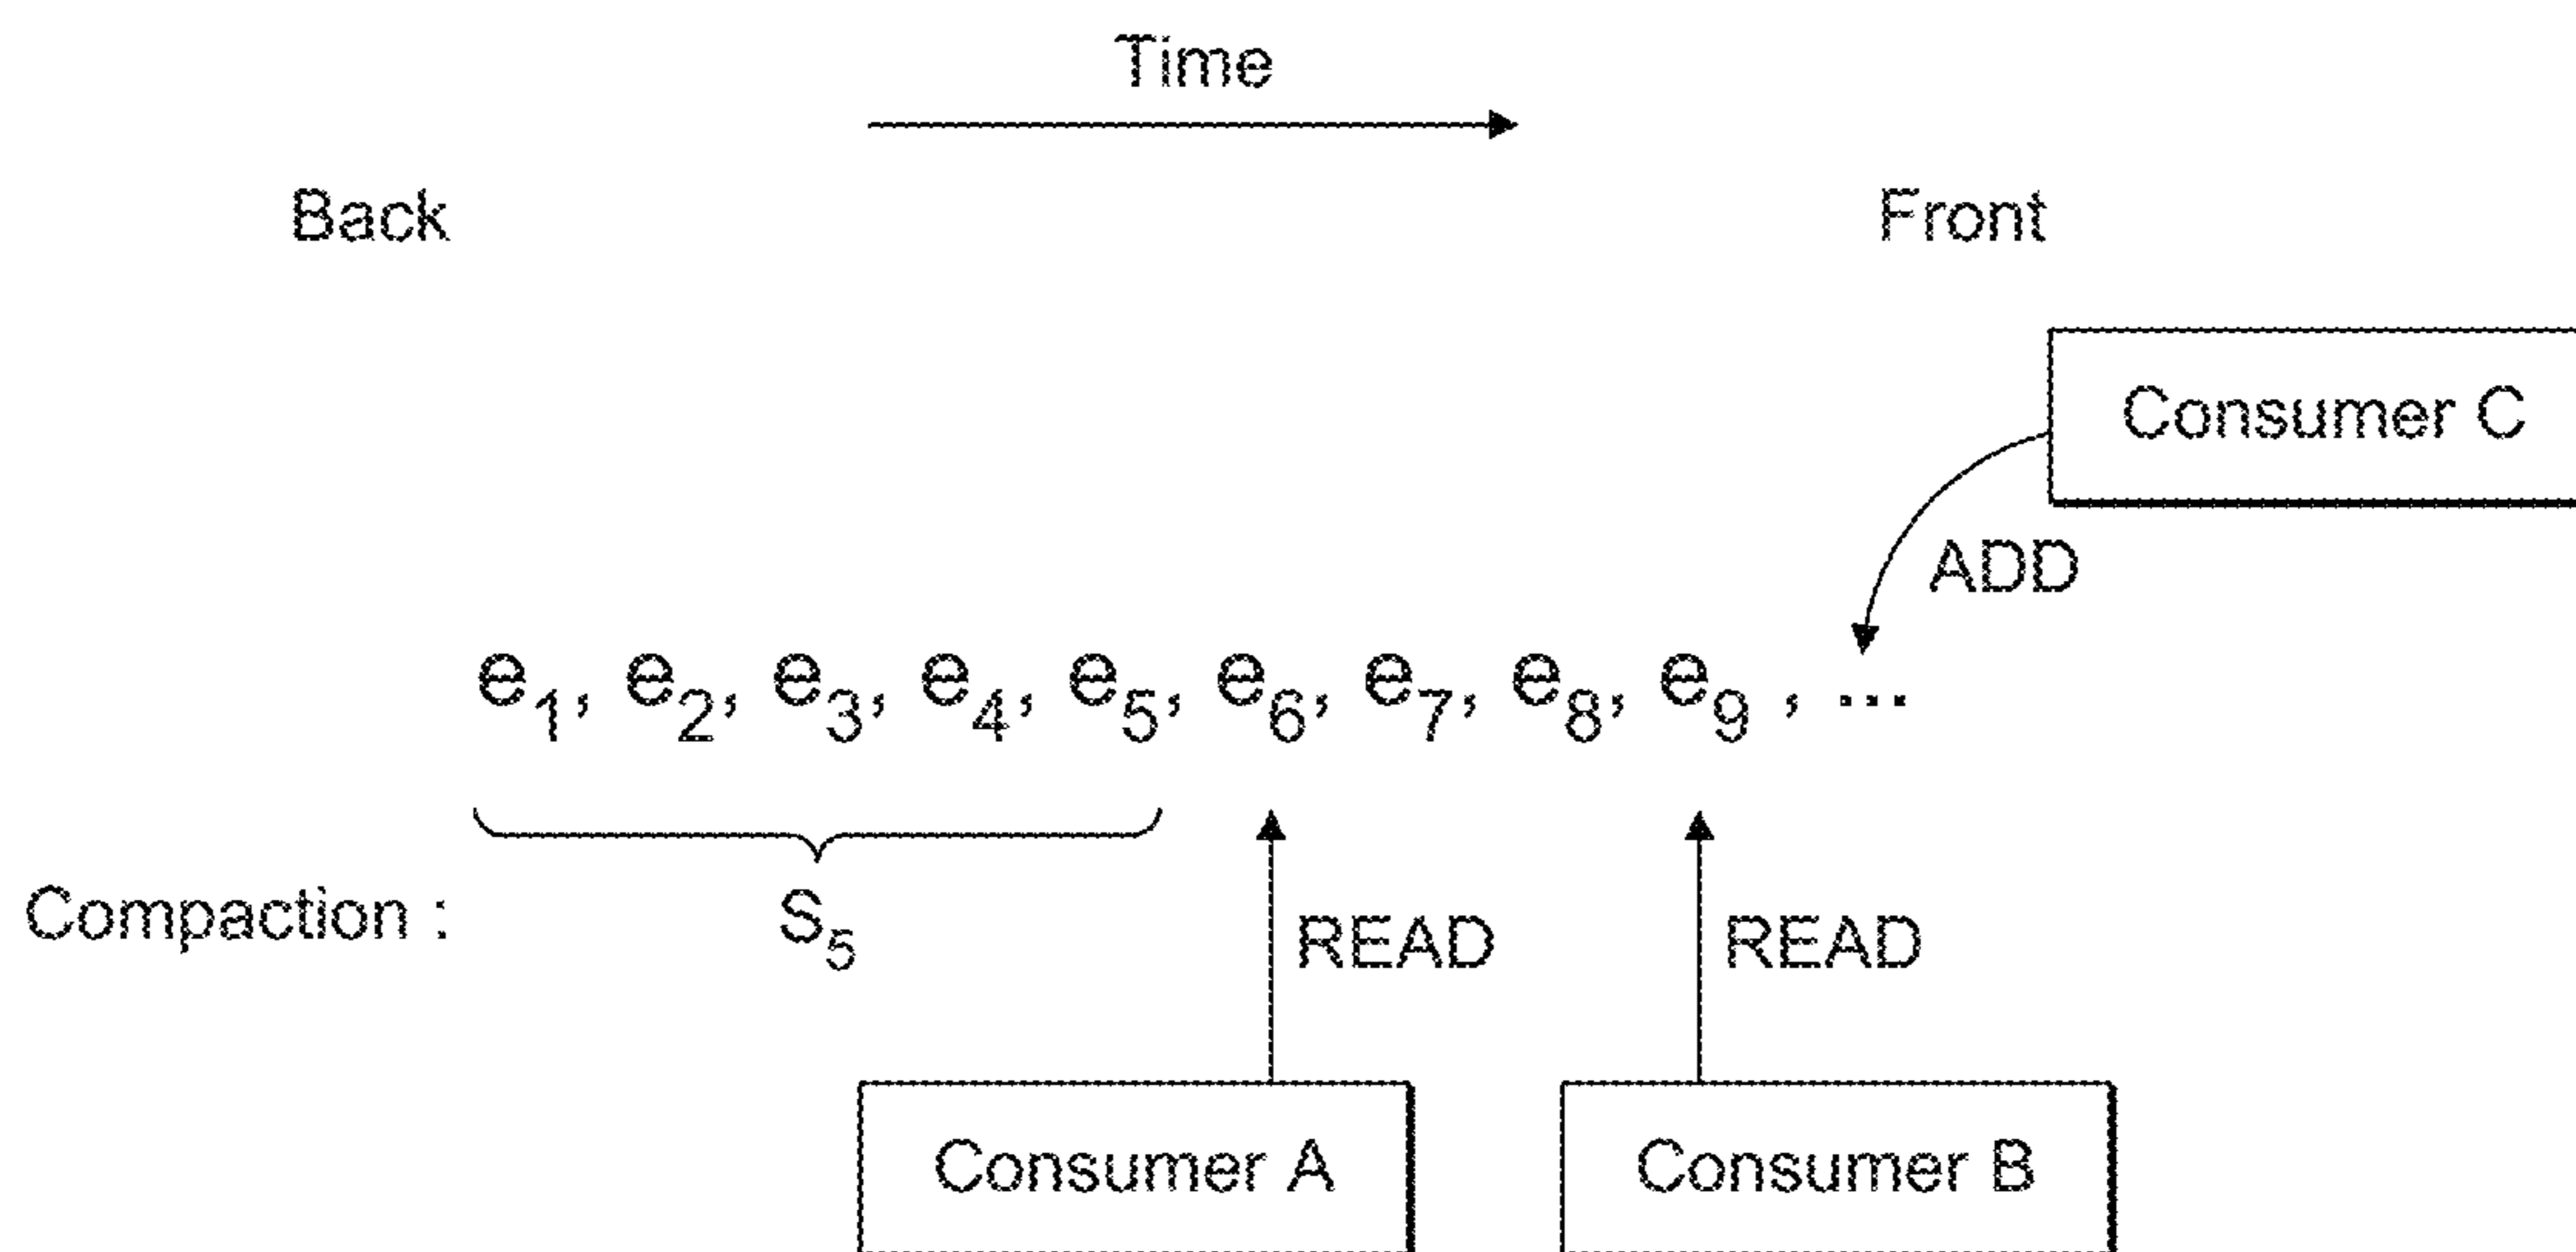 Time
Back Front
Consumer C
ADD
e₁, e₂, e₃, e₄, e₅, e₆, e₇, e₈, e₉ , ...
Compaction : S₅ READ READ
Consumer A Consumer B